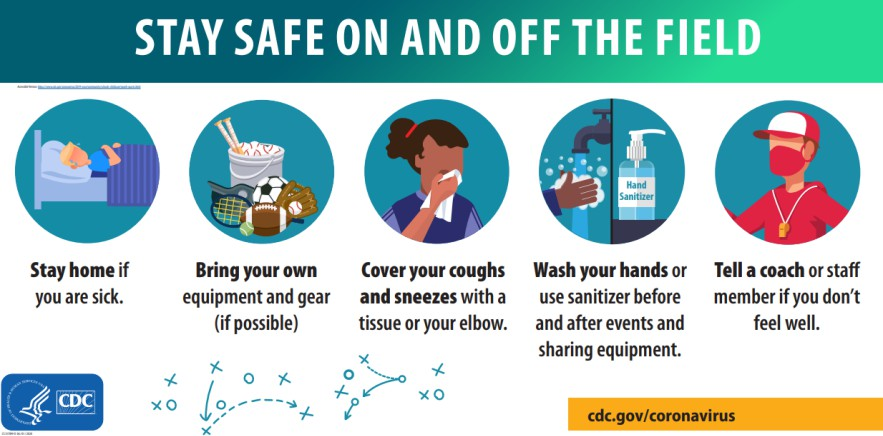 STAY SAFE ON AND OFF THE FIELD
Hand
Sanitizer
Stay home if
you are sick.
Bring your own
equipment and gear
(if possible)
Cover your coughs
and sneezes with a
tissue or your elbow.
Wash your hands or
use sanitizer before
and after events and
sharing equipment.
Tell a coach or staff
member if you don't
feel well.
CDC
cdc.gov/coronavirus